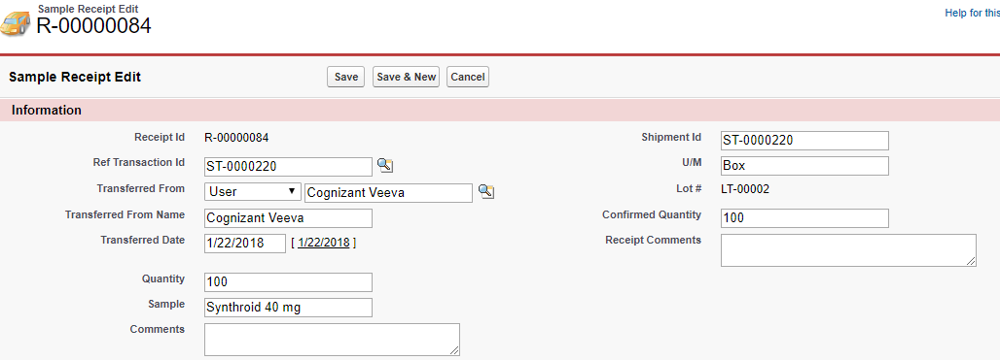 Sample Receipt Edit
R-00000084
Help for this
Sample Receipt Edit
Save
Save & New
Cancel
Information
Receipt Id R-00000084
Shipment Id ST-0000220
Ref Transaction Id ST-0000220
U/M Box
Transferred From User Cognizant Veeva
Lot # LT-00002
Transferred From Name Cognizant Veeva
Confirmed Quantity 100
Transferred Date 1/22/2018 [ 1/22/2018 ]
Receipt Comments
Quantity 100
Sample Synthroid 40 mg
Comments